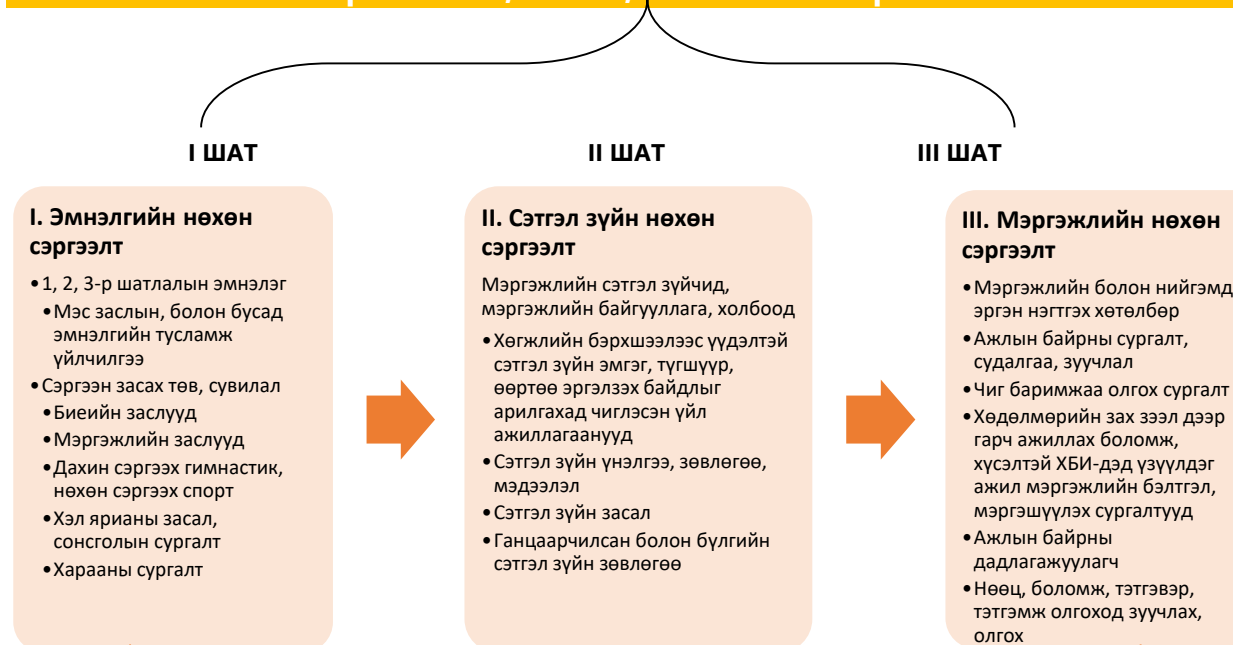 I ШАТ
II ШАТ
III ШАТ
I. Эмнэлгийн нөхөн
сэргээлт
•1, 2, 3-р шатлалын эмнэлэг
•Мэс заслын, болон бусад
эмнэлгийн тусламж
үйлчилгээ
•Сэргээн засах төв, сувилал
•Биеийн заслууд
•Мэргэжлийн заслууд
•Дахин сэргээх гимнастик,
нөхөн сэргээх спорт
•Хэл ярианы засал,
сонсголын сургалт
•Харааны сургалт
II. Сэтгэл зүйн нөхөн
сэргээлт
Мэргэжлийн сэтгэл зүйчид,
мэргэжлийн байгууллага, холбоод
•Хөгжлийн бэрхшээлээс үүдэлтэй
сэтгэл зүйн эмгэг, түгшүүр,
өөртөө эргэлзэх байдлыг
арилгахад чиглэсэн үйл
ажиллагаанууд
•Сэтгэл зүйн үнэлгээ, зөвлөгөө,
мэдээлэл
•Сэтгэл зүйн засал
•Ганцаарчилсан болон бүлгийн
сэтгэл зүйн зөвлөгөө
III. Мэргэжлийн нөхөн
сэргээлт
•Мэргэжлийн болон нийгэмд
эргэн нэгтгэх хөтөлбөр
•Ажлын байрны сургалт,
судалгаа, зуучлал
•Чиг баримжаа олгох сургалт
•Хөдөлмөрийн зах зээл дээр
гарч ажиллах боломж,
хүсэлтэй ХБИ-дэд үзүүлдэг
ажил мэргэжлийн бэлтгэл,
мэргэшүүлэх сургалтууд
•Ажлын байрны
дадлагажуулагч
•Нөөц, боломж, тэтгэвэр,
тэтгэмж олгоход зуучлах,
олгох